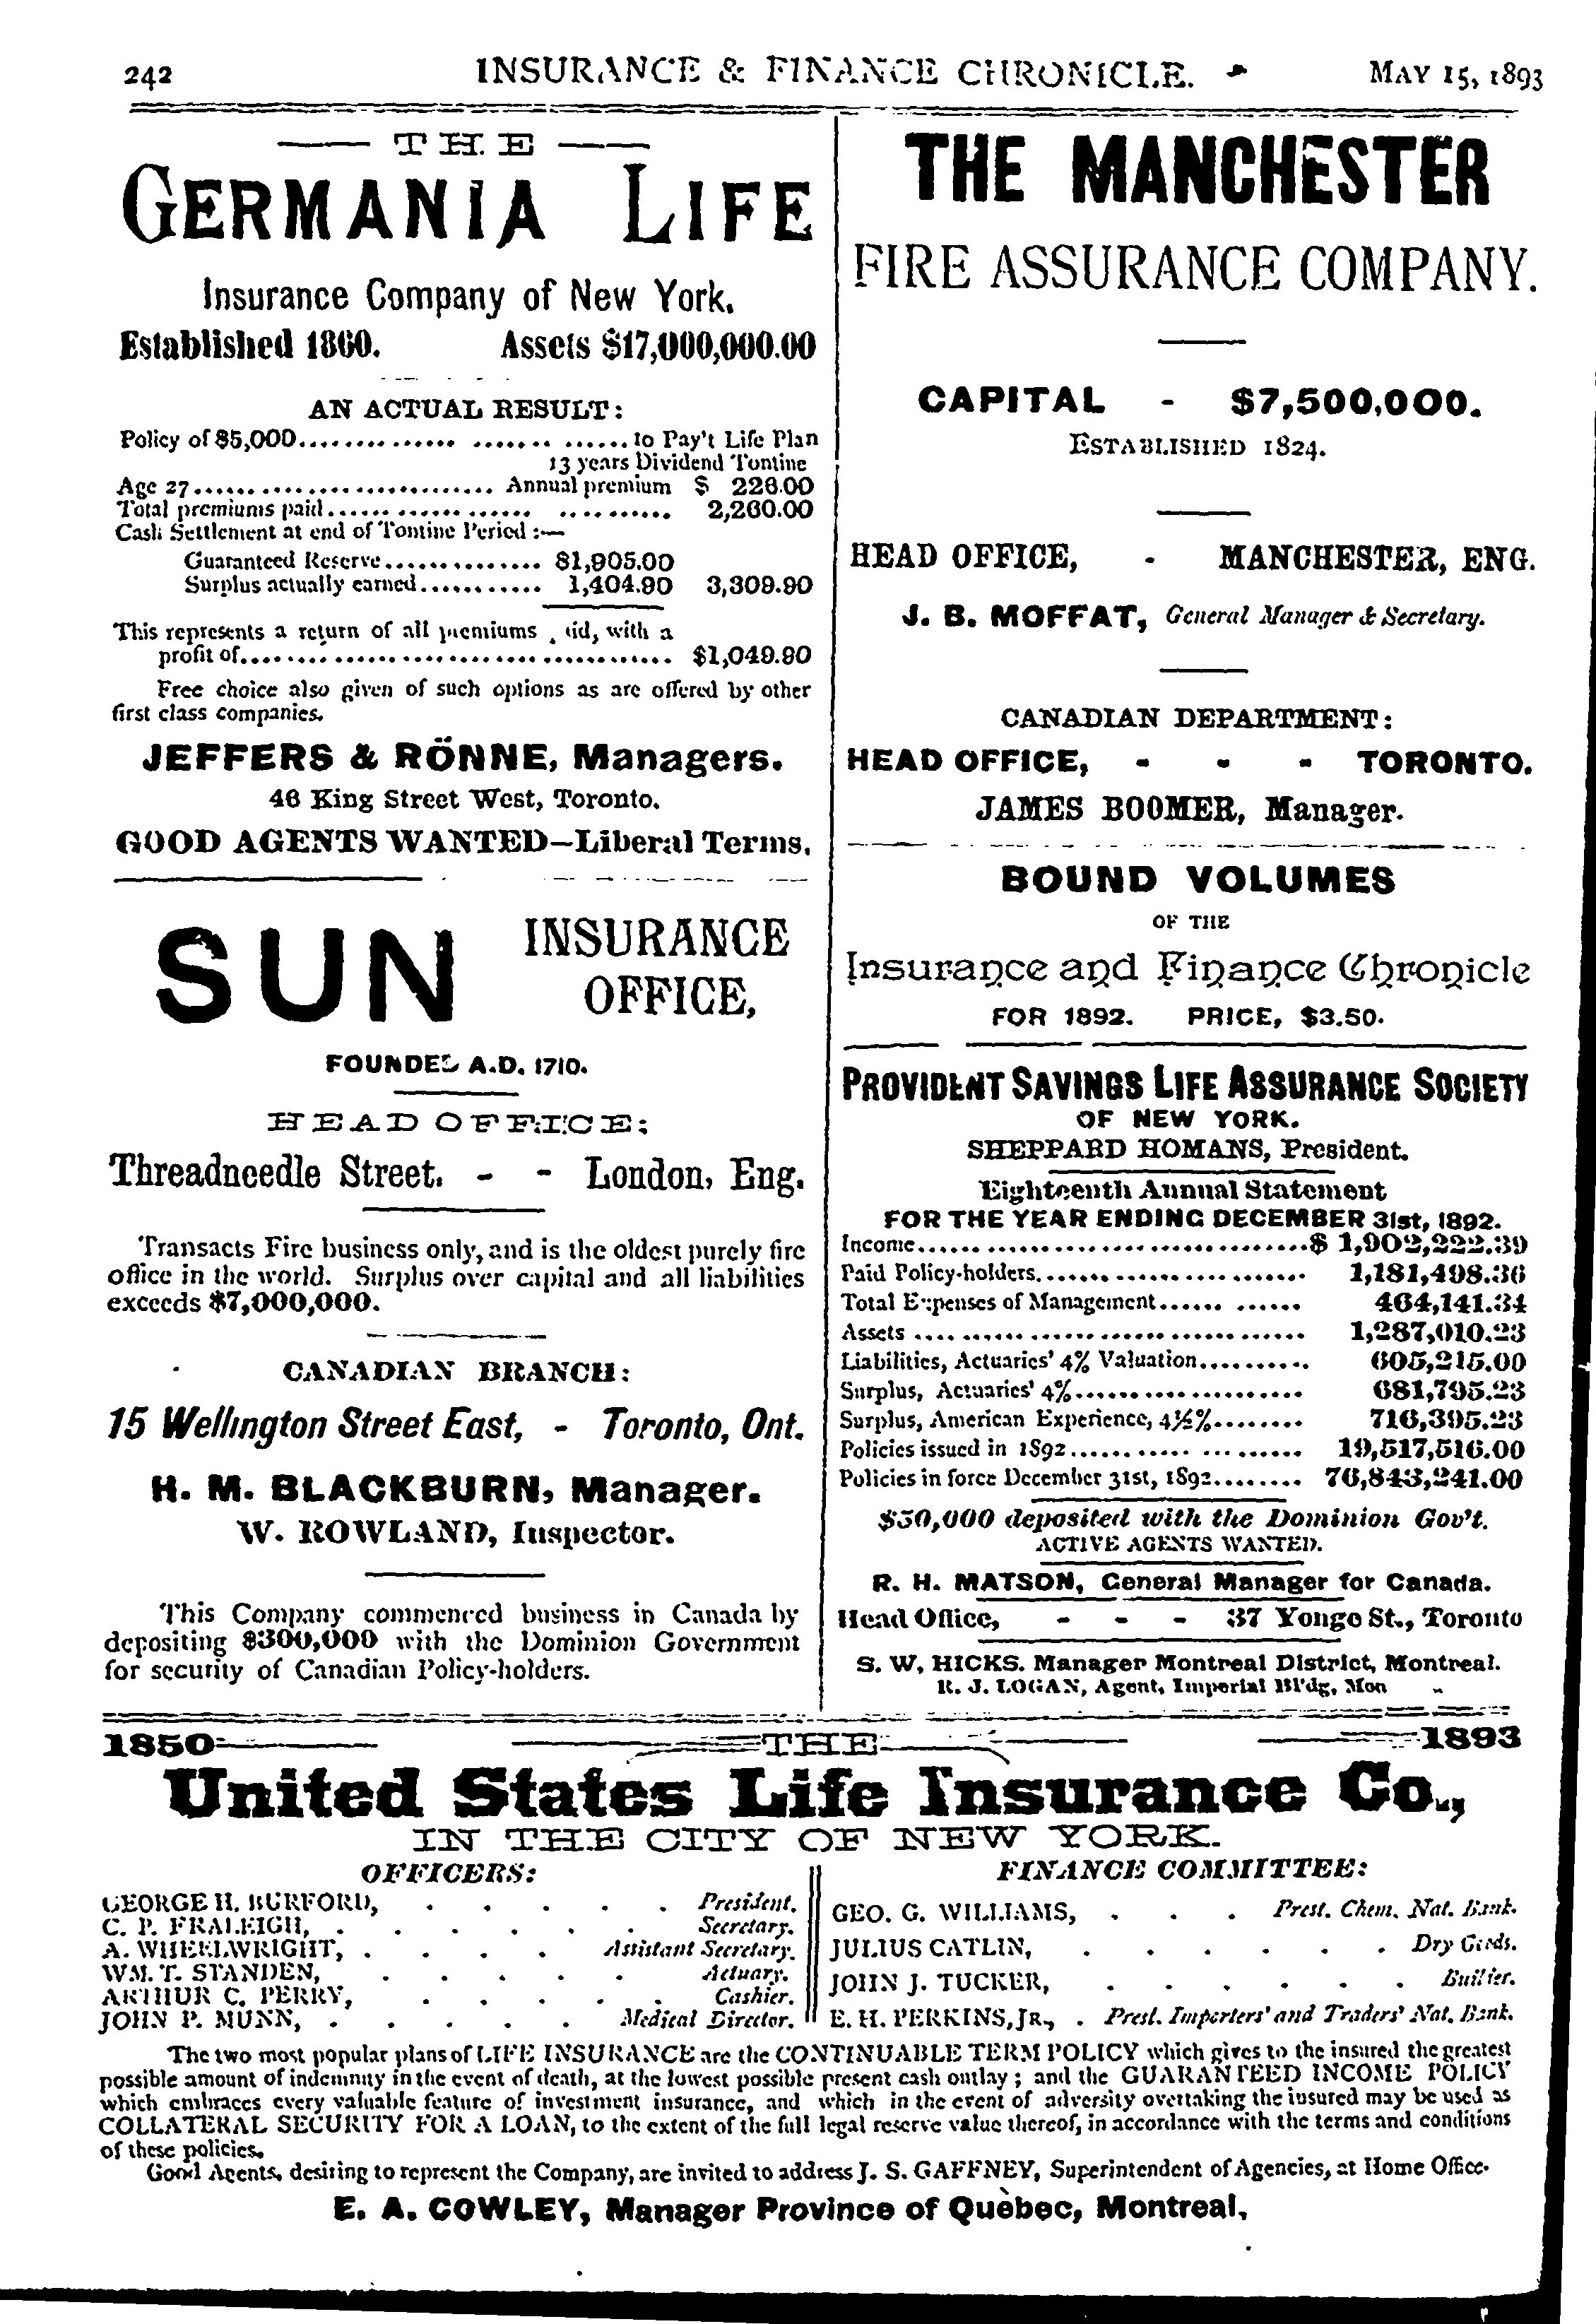 242 INSURANCE & FINANCE CHRONICLE. MAY 15, 1893
THE
GERMANIA LIFE
Insurance Company of New York.
Established 1860. Assets $17,000,000.00
AN ACTUAL RESULT:
Policy of $5,000.................. 10 Pay't Life Plan
13 years Dividend Tontine
Age 27.................. Annual premium $ 226.00
Total premiums paid.................. 2,260.00
Cash Settlement at end of Tontine Period :—
Guaranteed Reserve............... $1,905.00
Surplus actually earned........... 1,404.90 3,309.90
This represents a return of all premiums with a
profit of.................. $1,049.90
Free choice also given of such options as are offered by other
first class companies.
JEFFERS & RÖNNE, Managers.
46 King Street West, Toronto.
GOOD AGENTS WANTED—Liberal Terms.
SUN INSURANCE
OFFICE,
FOUNDED A.D. 1710.
HEAD OFFICE:
Threadneedle Street. - - London, Eng.
Transacts Fire business only, and is the oldest purely fire
office in the world. Surplus over capital and all liabilities
exceeds $7,000,000.
CANADIAN BRANCH:
15 Wellington Street East, - Toronto, Ont.
H. M. BLACKBURN, Manager.
W. ROWLAND, Inspector.
This Company commenced business in Canada by
depositing $300,000 with the Dominion Government
for security of Canadian Policy-holders.
THE MANCHESTER
FIRE ASSURANCE COMPANY.
CAPITAL - $7,500,000.
ESTABLISHED 1824.
HEAD OFFICE, - MANCHESTER, ENG.
J. B. MOFFAT, General Manager & Secretary.
CANADIAN DEPARTMENT:
HEAD OFFICE, - - - TORONTO.
JAMES BOOMER, Manager.
BOUND VOLUMES
OF THE
Insurance and Finance Chronicle
FOR 1892. PRICE, $3.50.
PROVIDENT SAVINGS LIFE ASSURANCE SOCIETY
OF NEW YORK.
SHEPPARD HOMANS, President.
Eighteenth Annual Statement
FOR THE YEAR ENDING DECEMBER 31st, 1892.
Income.................. $ 1,902,222.39
Paid Policy-holders.................. 1,181,498.36
Total Expenses of Management............ 464,141.34
Assets .................. 1,287,010.23
Liabilities, Actuaries' 4% Valuation.......... 605,215.00
Surplus, Actuaries' 4%.................. 681,795.23
Surplus, American Experience, 4½%........ 716,395.23
Policies issued in 1892.................. 19,517,516.00
Policies in force December 31st, 1892........ 76,843,241.00
$50,000 deposited with the Dominion Gov't.
ACTIVE AGENTS WANTED.
R. H. MATSON, General Manager for Canada.
Head Office, - - - 37 Yonge St., Toronto
S. W. HICKS. Manager Montreal District, Montreal.
R. J. LOGAN, Agent, Imperial Bl'dg, Mon
1850 THE 1893
United States Life Insurance Co.,
IN THE CITY OF NEW YORK.
OFFICERS:
GEORGE H. BURFORD, . . . . . President.
C. P. FRALEIGH, . . . . . . Secretary.
A. WHEELWRIGHT, . . . . Assistant Secretary.
WM. T. STANDEN, . . . . . Actuary.
ARTHUR C. PERRY, . . . . . Cashier.
JOHN P. MUNN, . . . . . Medical Director.
FINANCE COMMITTEE:
GEO. G. WILLIAMS, . . . Prest. Chem. Nat. Bank.
JULIUS CATLIN, . . . . . . Dry Goods.
JOHN J. TUCKER, . . . . . . Builder.
E. H. PERKINS, JR., . Prest. Importers' and Traders' Nat. Bank.
The two most popular plans of LIFE INSURANCE are the CONTINUABLE TERM POLICY which gives to the insured the greatest
possible amount of indemnity in the event of death, at the lowest possible present cash outlay ; and the GUARANTEED INCOME POLICY
which embraces every valuable feature of investment insurance, and which in the event of adversity overtaking the insured may be used as
COLLATERAL SECURITY FOR A LOAN, to the extent of the full legal reserve value thereof, in accordance with the terms and conditions
of these policies.
Good Agents, desiring to represent the Company, are invited to address J. S. GAFFNEY, Superintendent of Agencies, at Home Office.
E. A. COWLEY, Manager Province of Quèbec, Montreal.